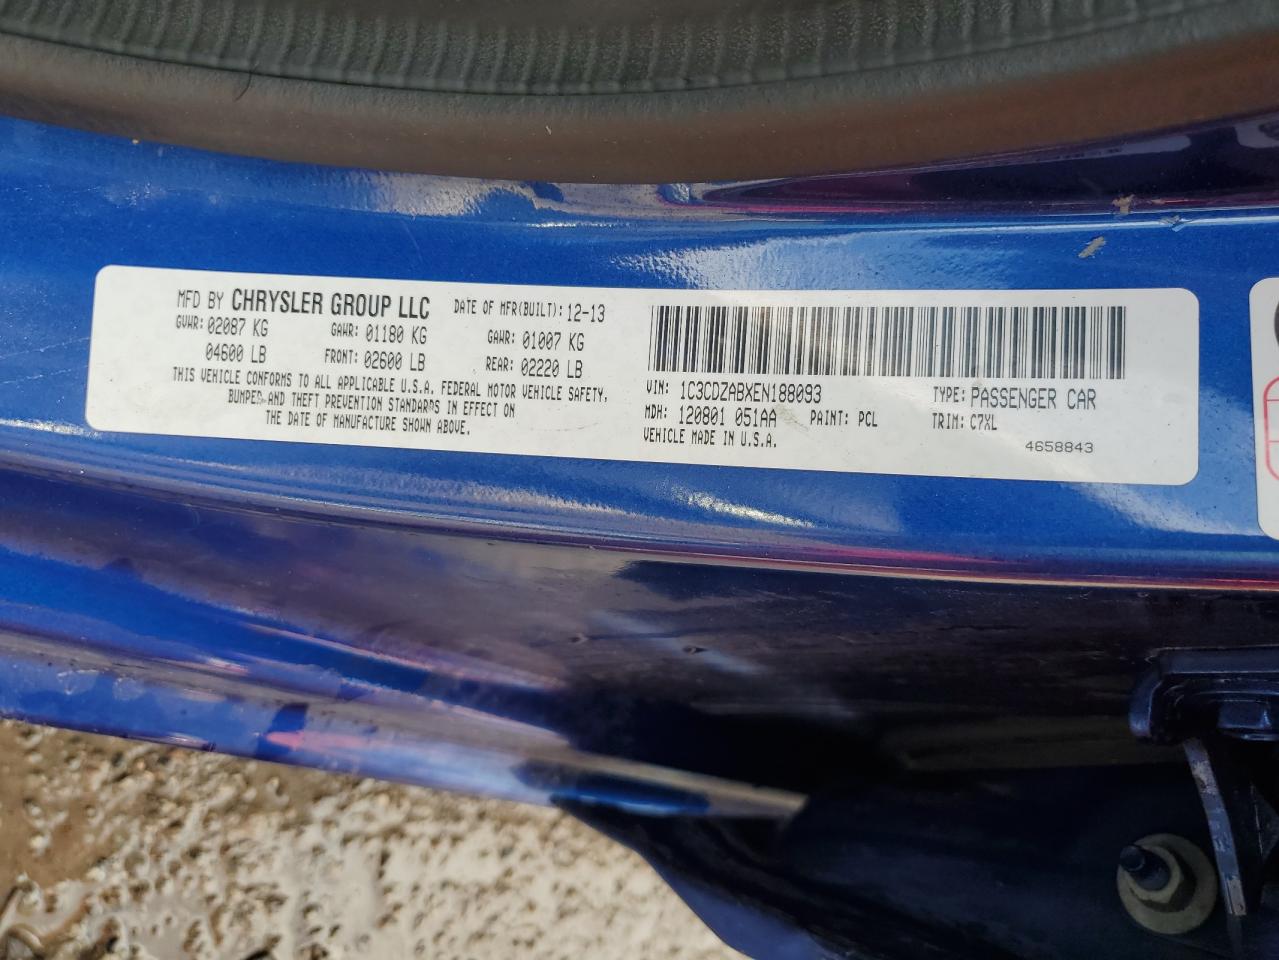 MFD BY CHRYSLER GROUP LLC DATE OF MFR(BUILT): 12-13
GVWR: 02087 KG GAWR: 01180 KG GAWR: 01007 KG
04600 LB FRONT: 02600 LB REAR: 02220 LB
THIS VEHICLE CONFORMS TO ALL APPLICABLE U.S.A. FEDERAL MOTOR VEHICLE SAFETY,
BUMPER AND THEFT PREVENTION STANDARDS IN EFFECT ON
THE DATE OF MANUFACTURE SHOWN ABOVE.
VIN: 1C3CDZABXEN188093 TYPE: PASSENGER CAR
MDH: 120801 051AA PAINT: PCL TRIM: C7XL
VEHICLE MADE IN U.S.A.
4658843